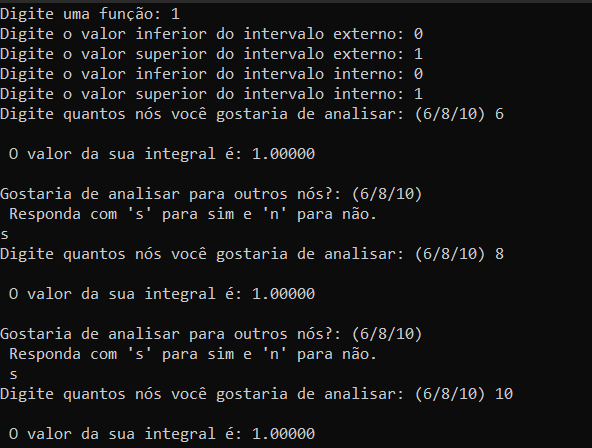 Digite uma função: 1
Digite o valor inferior do intervalo externo: 0
Digite o valor superior do intervalo externo: 1
Digite o valor inferior do intervalo interno: 0
Digite o valor superior do intervalo interno: 1
Digite quantos nós você gostaria de analisar: (6/8/10) 6
O valor da sua integral é: 1.00000
Gostaria de analisar para outros nós?: (6/8/10)
Responda com 's' para sim e 'n' para não.
s
Digite quantos nós você gostaria de analisar: (6/8/10) 8
O valor da sua integral é: 1.00000
Gostaria de analisar para outros nós?: (6/8/10)
Responda com 's' para sim e 'n' para não.
s
Digite quantos nós você gostaria de analisar: (6/8/10) 10
O valor da sua integral é: 1.00000